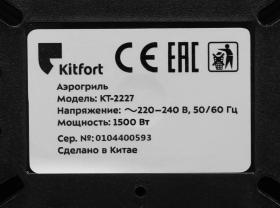 Kitfort CE EAC
Аэрогриль
Модель: КТ-2227
Напряжение: ~220–240 В, 50/60 Гц
Мощность: 1500 Вт
Сер. №: 0104400593
Сделано в Китае